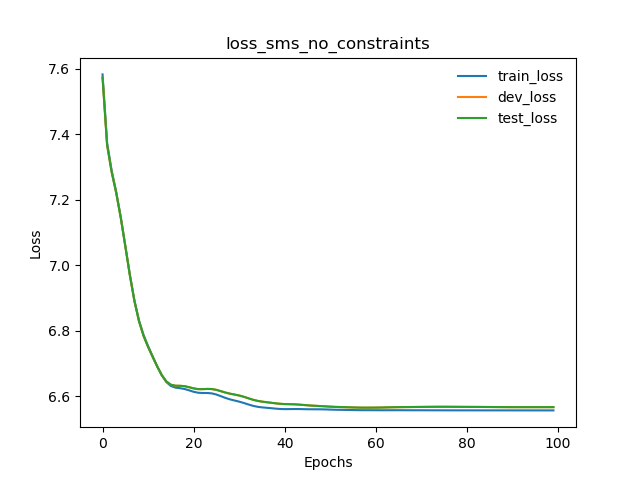 loss_sms_no_constraints
7.6
7.4
7.2
7.0
6.8
6.6
Loss
train_loss
dev_loss
test_loss
0 20 40 60 80 100
Epochs